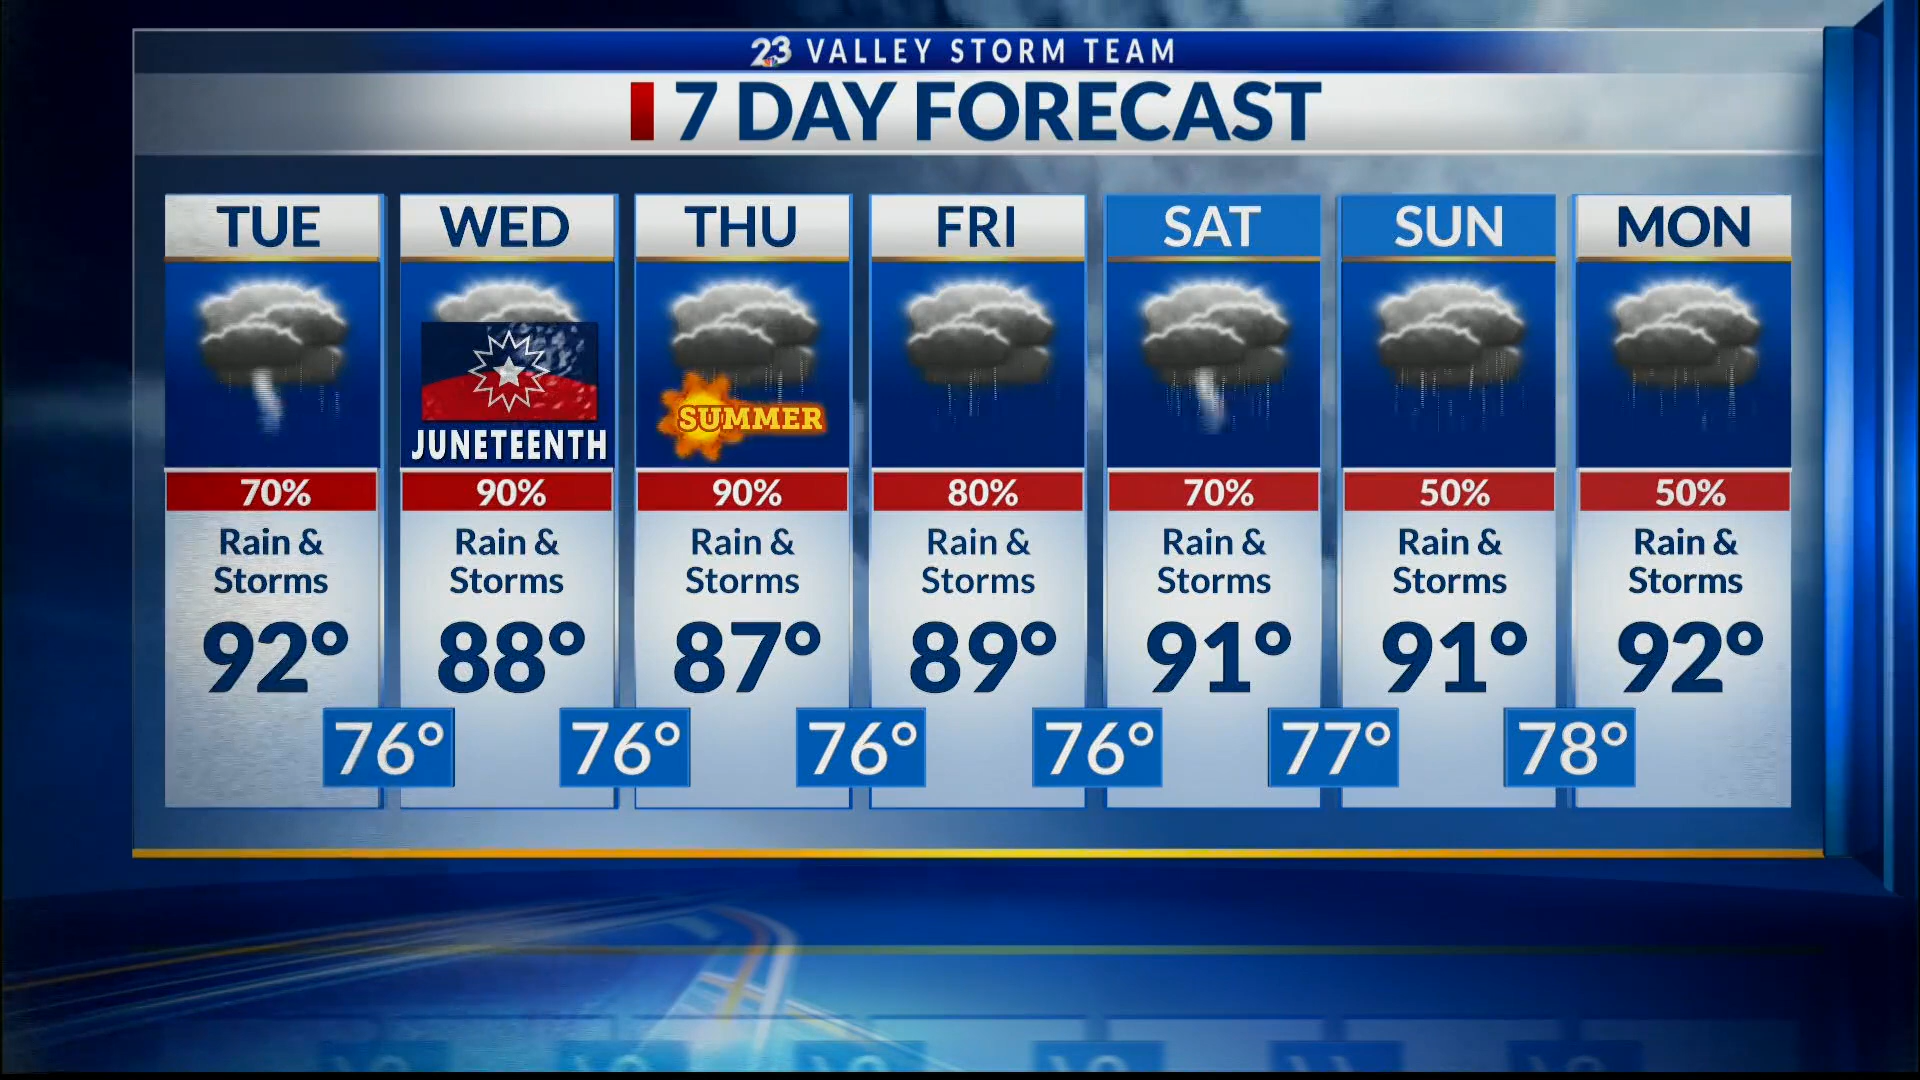 23 VALLEY STORM TEAM
7 DAY FORECAST
TUE
WED
THU
FRI
SAT
SUN
MON
JUNETEENTH
SUMMER
70%
90%
90%
80%
70%
50%
50%
Rain &
Storms
Rain &
Storms
Rain &
Storms
Rain &
Storms
Rain &
Storms
Rain &
Storms
Rain &
Storms
92°
88°
87°
89°
91°
91°
92°
76°
76°
76°
76°
77°
78°